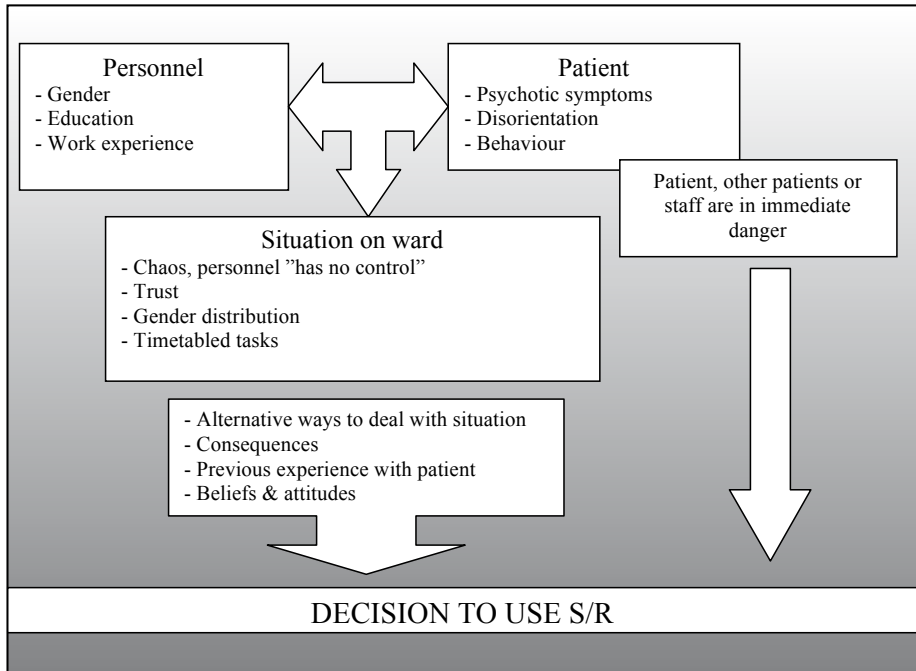 Personnel
- Gender
- Education
- Work experience
Patient
- Psychotic symptoms
- Disorientation
- Behaviour
Patient, other patients or
staff are in immediate
danger
Situation on ward
- Chaos, personnel ”has no control”
- Trust
- Gender distribution
- Timetabled tasks
- Alternative ways to deal with situation
- Consequences
- Previous experience with patient
- Beliefs & attitudes
DECISION TO USE S/R